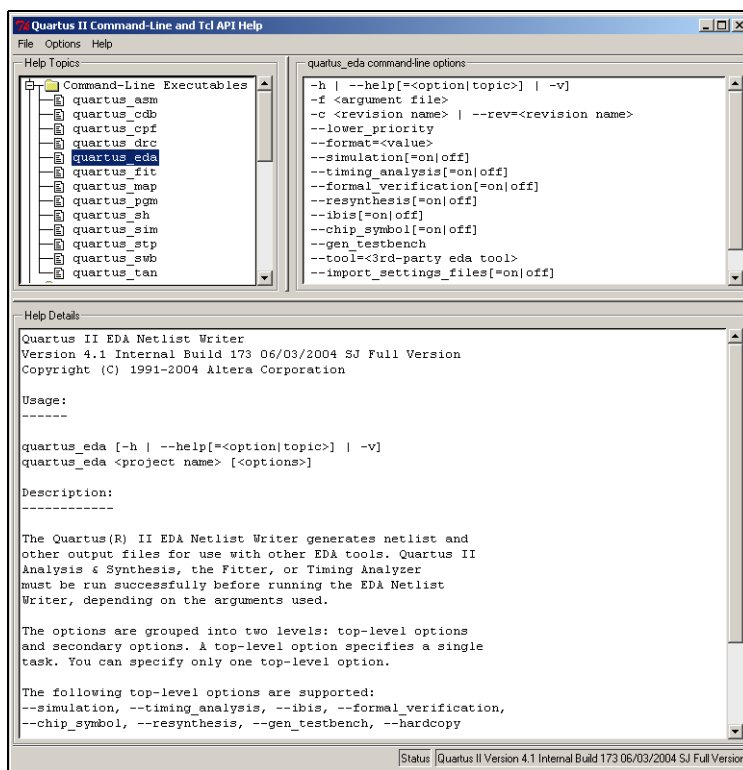 Quartus II Command-Line and Tcl API Help
File Options Help
Help Topics
Command-Line Executables
quartus_asm
quartus_cdb
quartus_cpf
quartus_drc
quartus_eda
quartus_fit
quartus_map
quartus_pgm
quartus_sh
quartus_sim
quartus_stp
quartus_swb
quartus_tan
quartus_eda command-line options
-h | --help[=<option|topic>] | -v]
-f <argument file>
-c <revision name> | --rev=<revision name>
--lower_priority
--format=<value>
--simulation[=on|off]
--timing_analysis[=on|off]
--formal_verification[=on|off]
--resynthesis[=on|off]
--ibis[=on|off]
--chip_symbol[=on|off]
--gen_testbench
--tool=<3rd-party eda tool>
--import_settings_files[=on|off]
Help Details
Quartus II EDA Netlist Writer
Version 4.1 Internal Build 173 06/03/2004 SJ Full Version
Copyright (C) 1991-2004 Altera Corporation
Usage:
------
quartus_eda [-h | --help[=<option|topic>] | -v]
quartus_eda <project name> [<options>]
Description:
------------
The Quartus(R) II EDA Netlist Writer generates netlist and
other output files for use with other EDA tools. Quartus II
Analysis & Synthesis, the Fitter, or Timing Analyzer
must be run successfully before running the EDA Netlist
Writer, depending on the arguments used.
The options are grouped into two levels: top-level options
and secondary options. A top-level option specifies a single
task. You can specify only one top-level option.
The following top-level options are supported:
--simulation, --timing_analysis, --ibis, --formal_verification,
--chip_symbol, --resynthesis, --gen_testbench, --hardcopy
Status Quartus II Version 4.1 Internal Build 173 06/03/2004 SJ Full Version